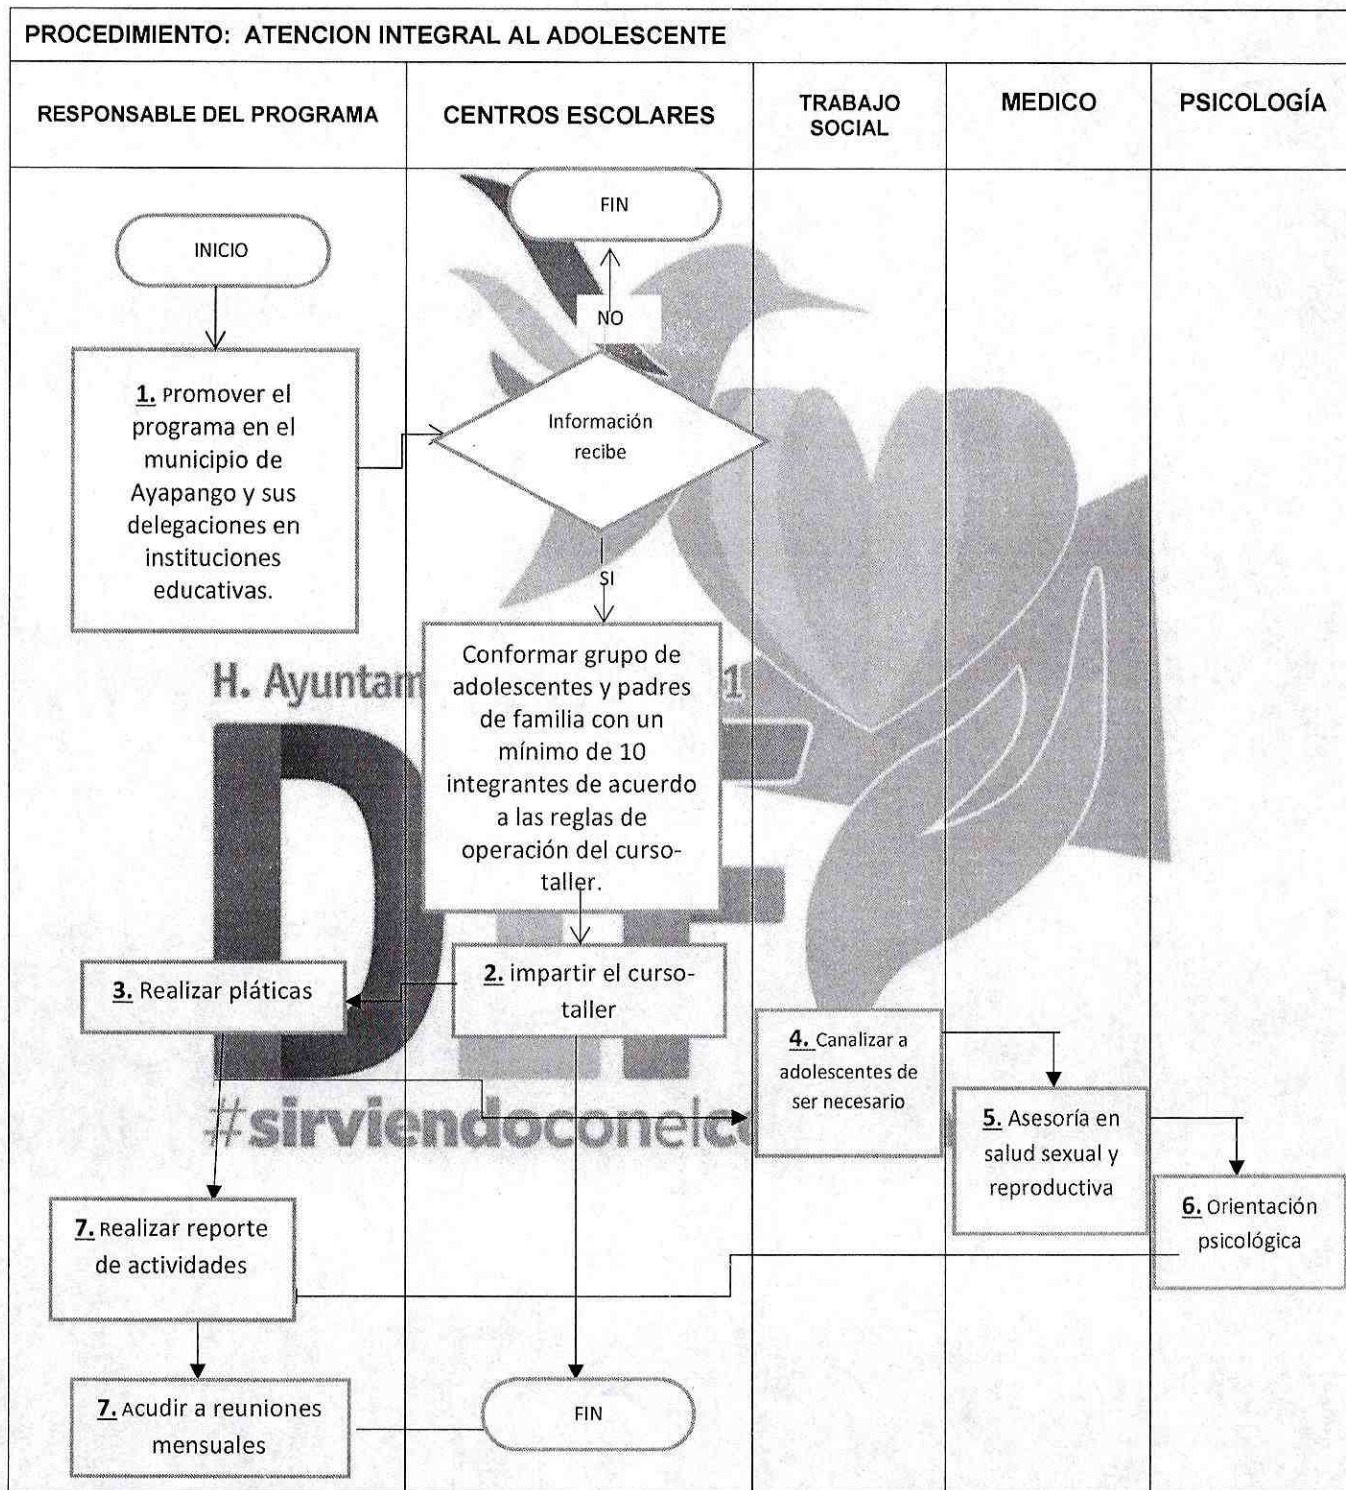 PROCEDIMIENTO: ATENCION INTEGRAL AL ADOLESCENTE
RESPONSABLE DEL PROGRAMA
CENTROS ESCOLARES
TRABAJO
SOCIAL
MEDICO
PSICOLOGÍA
FIN
INICIO
NO
1. Promover el
programa en el
municipio de
Ayapango y sus
delegaciones en
instituciones
educativas.
Información
recibe
SI
Conformar grupo de
adolescentes y padres
de familia con un
mínimo de 10
integrantes de acuerdo
a las reglas de
operación del curso-
taller.
H. Ayuntam
DIF
3. Realizar pláticas
2. impartir el curso-
taller
4. Canalizar a
adolescentes de
ser necesario
#sirviendoconelc
5. Asesoría en
salud sexual y
reproductiva
6. Orientación
psicológica
7. Realizar reporte
de actividades
7. Acudir a reuniones
mensuales
FIN